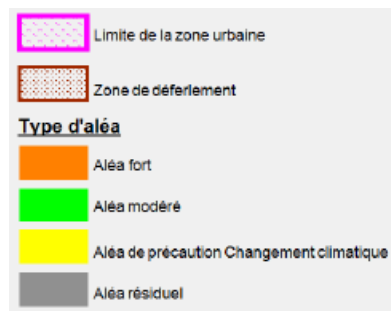 Limite de la zone urbaine
Zone de déferlement
Type d'aléa
Aléa fort
Aléa modéré
Aléa de précaution Changement climatique
Aléa résiduel